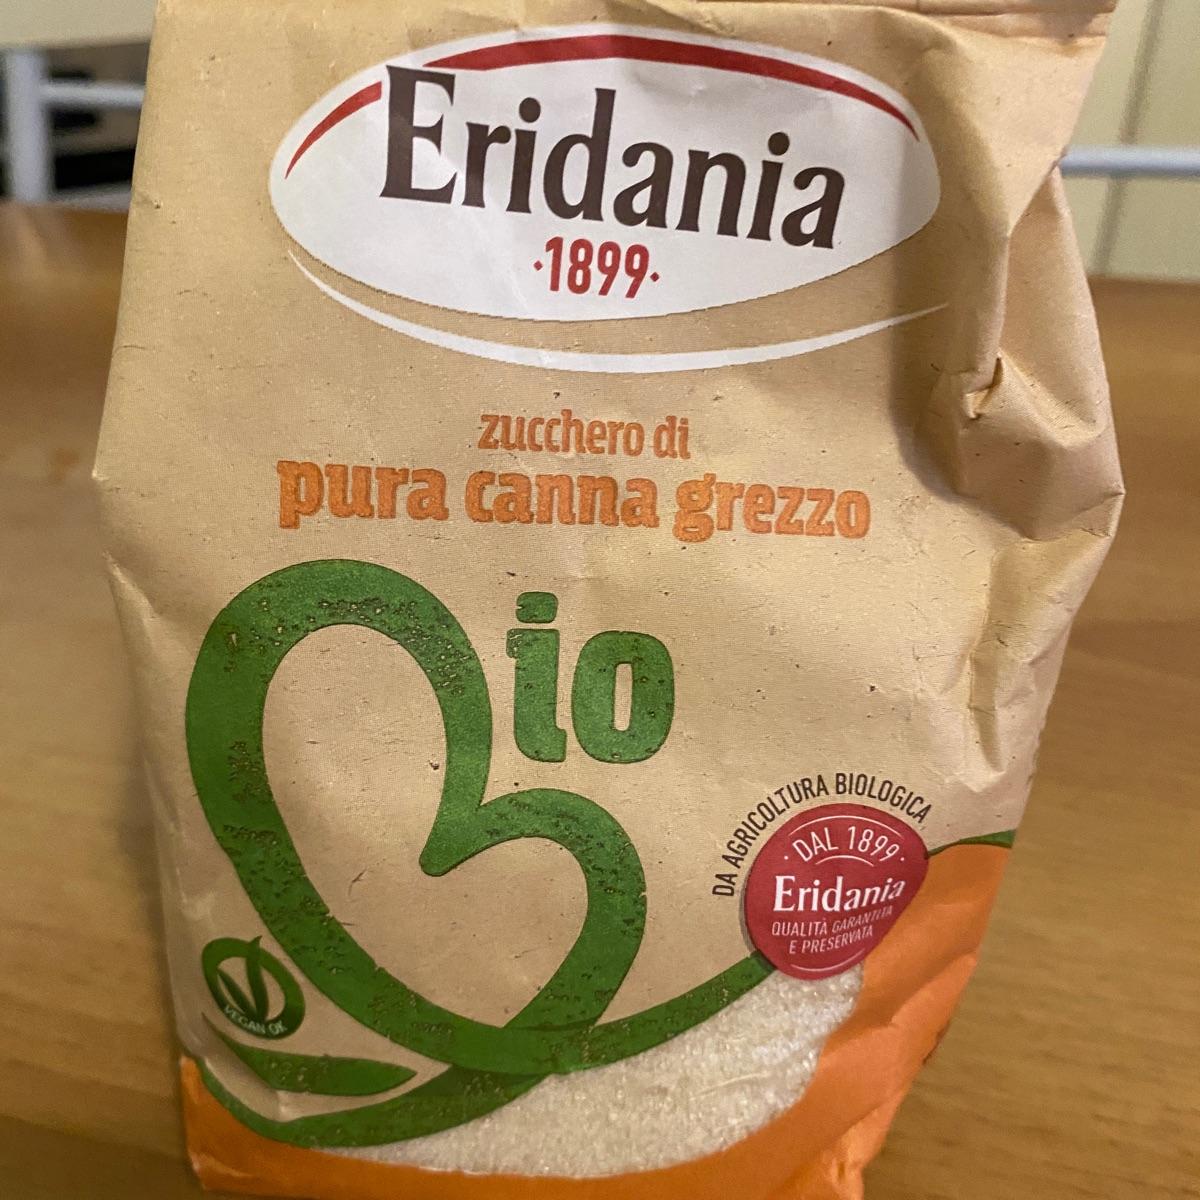 Eridania
·1899·
zucchero di
pura canna grezzo
Bio
DA AGRICOLTURA BIOLOGICA
· DAL 1899 ·
Eridania
QUALITÀ GARANTITA
E PRESERVATA
VEGAN OK